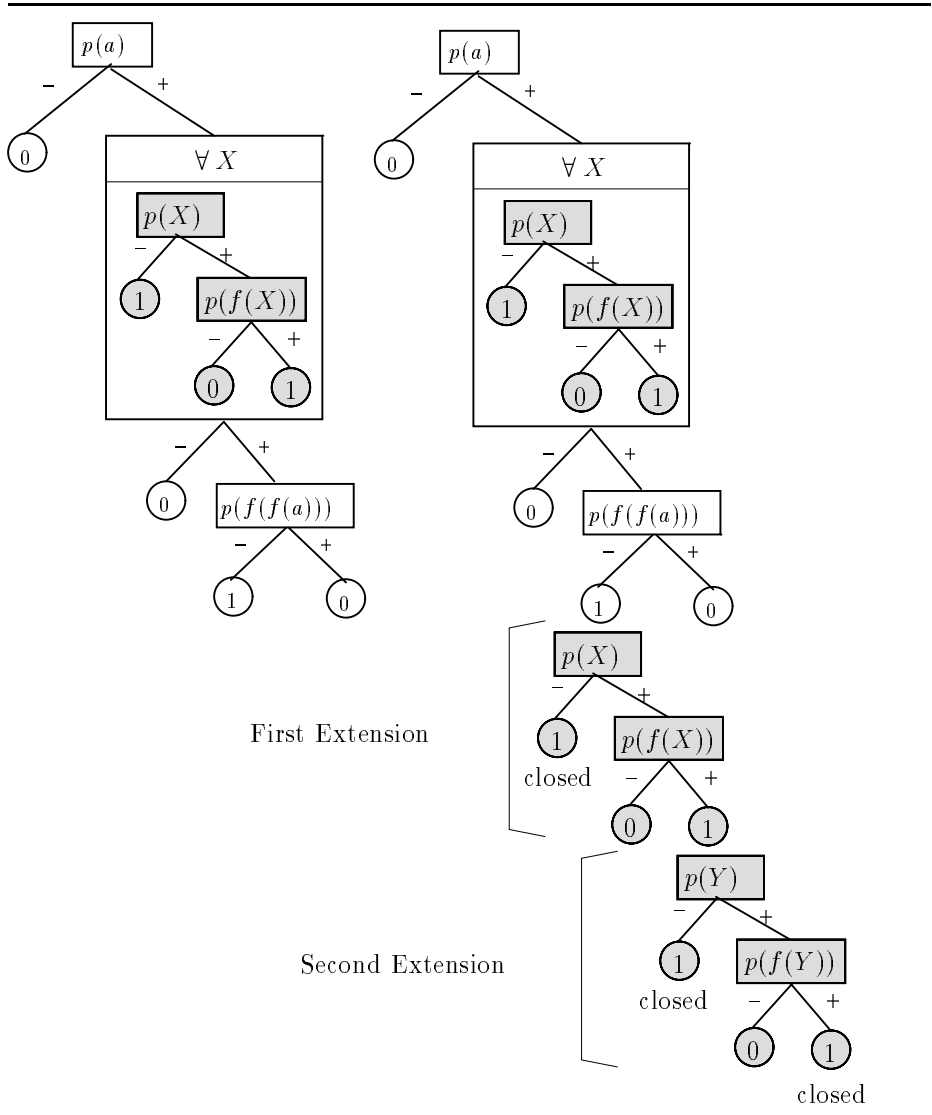 p(a)
− +
0
∀ X
p(X)
− +
1
p(f(X))
− +
0 1
− +
0
p(f(f(a)))
− +
1 0
p(a)
− +
0
∀ X
p(X)
− +
1
p(f(X))
− +
0 1
− +
0
p(f(f(a)))
− +
1 0
First Extension
p(X)
− +
1
closed
p(f(X))
− +
0 1
Second Extension
p(Y)
− +
1
closed
p(f(Y))
− +
0 1
closed